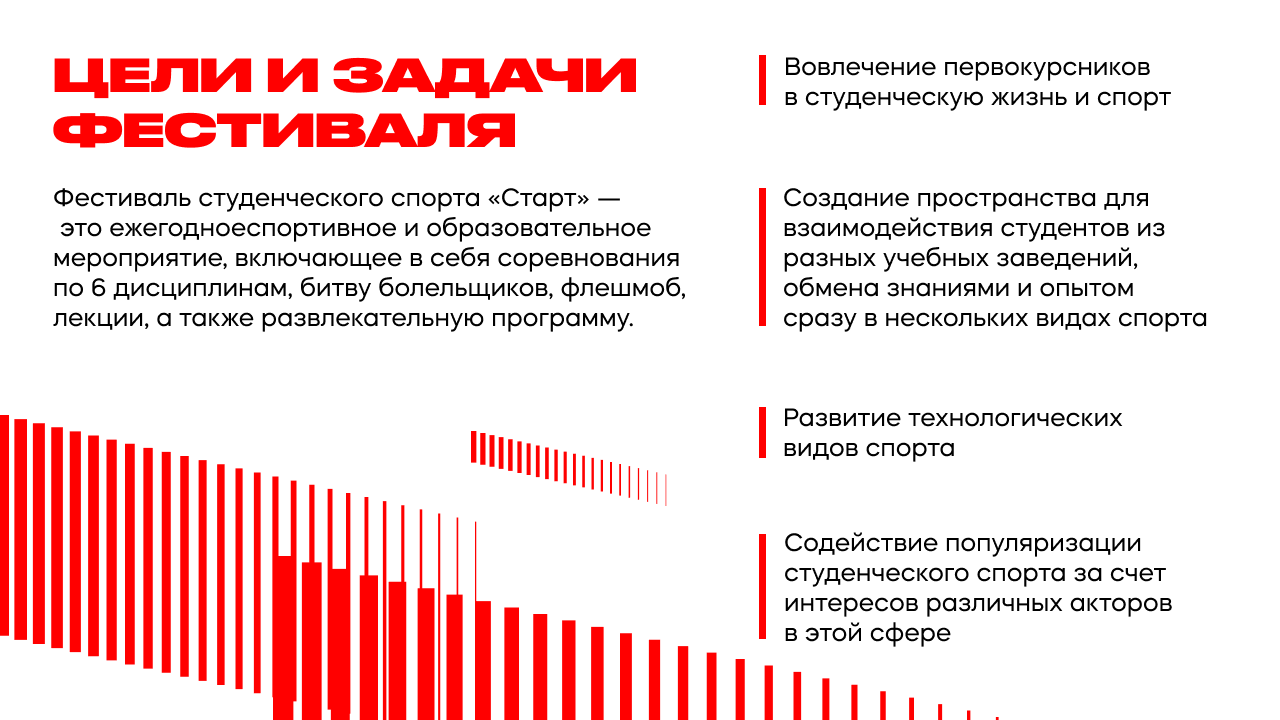 ЦЕЛИ И ЗАДАЧИ
ФЕСТИВАЛЯ
Фестиваль студенческого спорта «Старт» —
это ежегодноеспортивное и образовательное
мероприятие, включающее в себя соревнования
по 6 дисциплинам, битву болельщиков, флешмоб,
лекции, а также развлекательную программу.
Вовлечение первокурсников
в студенческую жизнь и спорт
Создание пространства для
взаимодействия студентов из
разных учебных заведений,
обмена знаниями и опытом
сразу в нескольких видах спорта
Развитие технологических
видов спорта
Содействие популяризации
студенческого спорта за счет
интересов различных акторов
в этой сфере